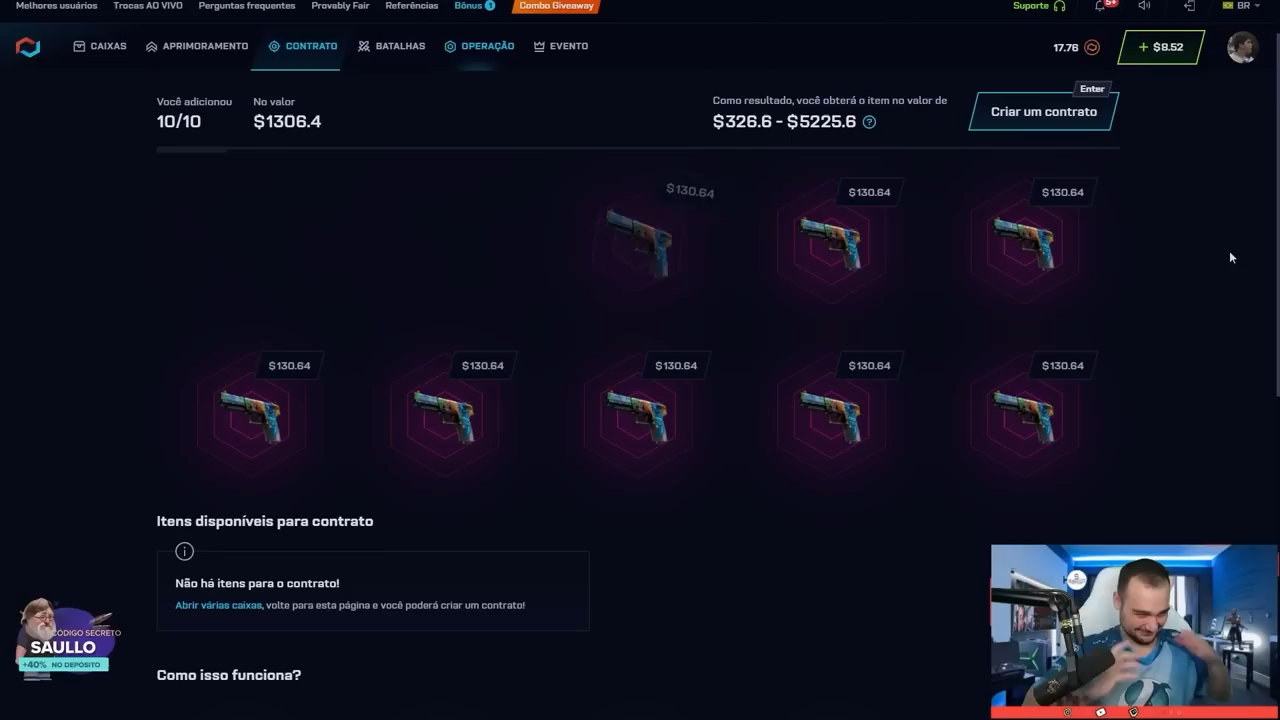 Melhores usuários
Trocas AO VIVO
Perguntas frequentes
Provably Fair
Referências
Bônus 1
Combo Giveaway
Suporte
5+
BR
CAIXAS
APRIMORAMENTO
CONTRATO
BATALHAS
OPERAÇÃO
EVENTO
17.76
+ $8.52
Você adicionou
10/10
No valor
$1306.4
Como resultado, você obterá o item no valor de
$326.6 - $5225.6 ?
Enter
Criar um contrato
$130.64
$130.64
$130.64
$130.64
$130.64
$130.64
$130.64
$130.64
Itens disponíveis para contrato
i
Não há itens para o contrato!
Abrir várias caixas, volte para esta página e você poderá criar um contrato!
CÓDIGO SECRETO
SAULLO
+40% NO DEPÓSITO
Como isso funciona?